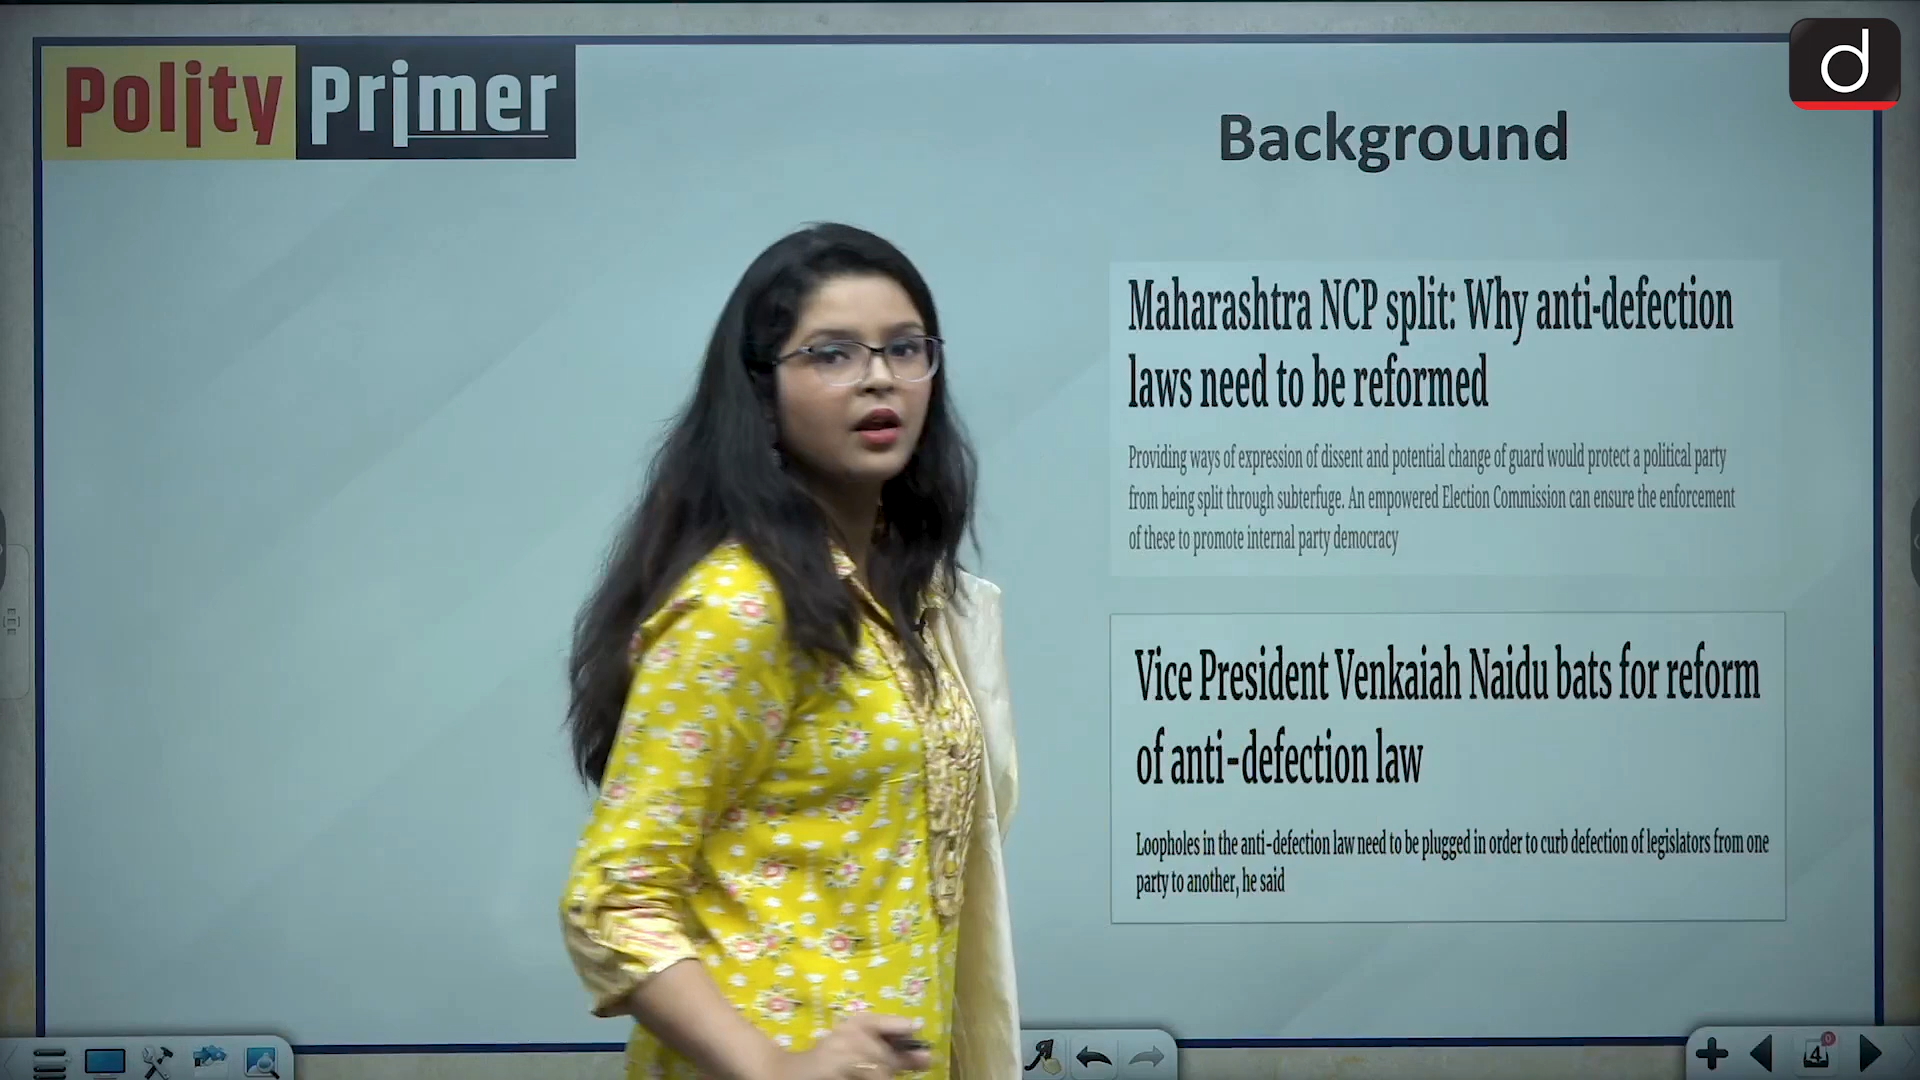 Polity Primer
d
Background
Maharashtra NCP split: Why anti-defection
laws need to be reformed
Providing ways of expression of dissent and potential change of guard would protect a political party
from being split through subterfuge. An empowered Election Commission can ensure the enforcement
of these to promote internal party democracy
Vice President Venkaiah Naidu bats for reform
of anti-defection law
Loopholes in the anti-defection law need to be plugged in order to curb defection of legislators from one
party to another, he said
4
0